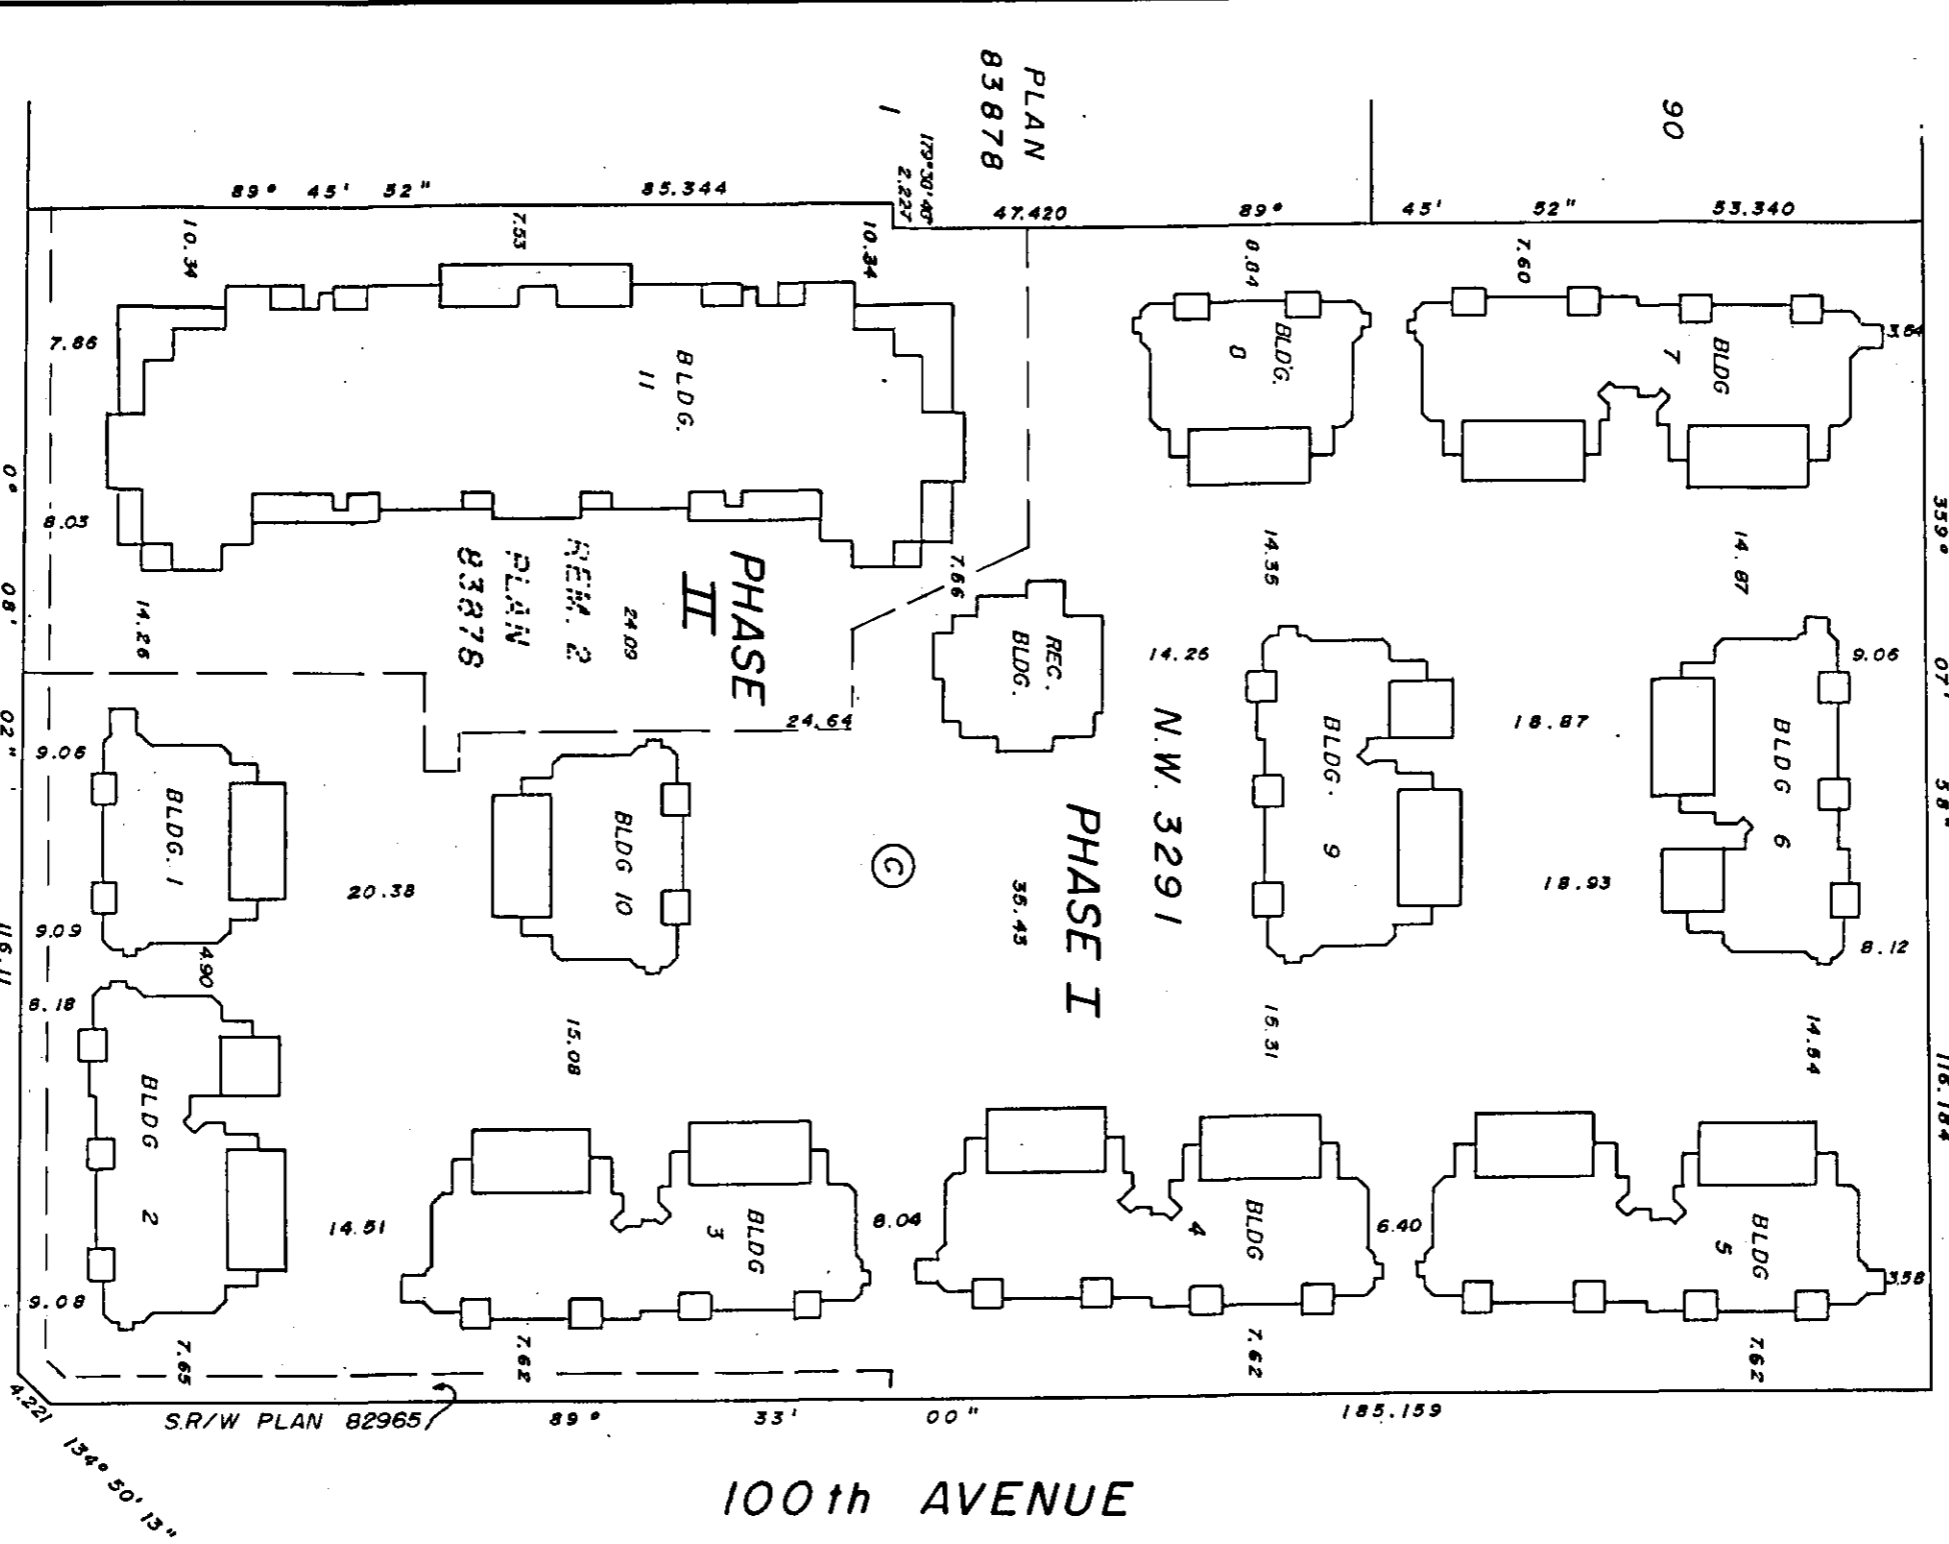 PLAN
83878
1
90
179°30'40"
2.227
89° 45' 52" 85.344
47.420 89° 45' 52" 53.340
10.34
7.53
10.34
8.84
7.60
7.86
3.64
BLDG.
11
BLDG.
8
BLDG
7
8.03
0° 08' 02" 116.11
359° 07' 58" 116.184
14.26
PHASE
II
REM. 2
PLAN
83878
24.09
7.66
14.35
14.87
REC.
BLDG.
14.26
9.06
24.64
N.W. 3291
18.87
9.06
BLDG. 1
20.38
BLDG 10
C
35.43
PHASE I
BLDG.
9
18.93
BLDG
6
8.12
9.09
4.90
8.18
15.08
15.31
14.54
BLDG
2
14.51
BLDG
3
8.04
BLDG
4
6.40
BLDG
5
3.58
9.08
7.65
7.62
7.62
7.62
4.221
S.R/W PLAN 82965
89° 33' 00" 185.159
134° 50' 13"
100th AVENUE